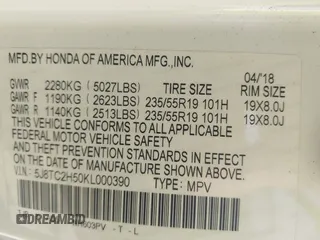 MFD.BY HONDA OF AMERICA MFG.,INC.
04/18
GVWR 2280KG (5027LBS) TIRE SIZE RIM SIZE
GAWR F 1190KG (2623LBS) 235/55R19 101H 19X8.0J
GAWR R 1140KG (2513LBS) 235/55R19 101H 19X8.0J
THIS VEHICLE CONFORMS TO ALL APPLICABLE
FEDERAL MOTOR VEHICLE SAFETY
AND THEFT PREVENTION STANDARDS IN EFFECT ON
THE DATE OF MANUFACTURE SHOWN ABOVE.
V.I.N.: 5J8TC2H50KL000390 TYPE: MPV
- T - L
AUTOBIDCAR